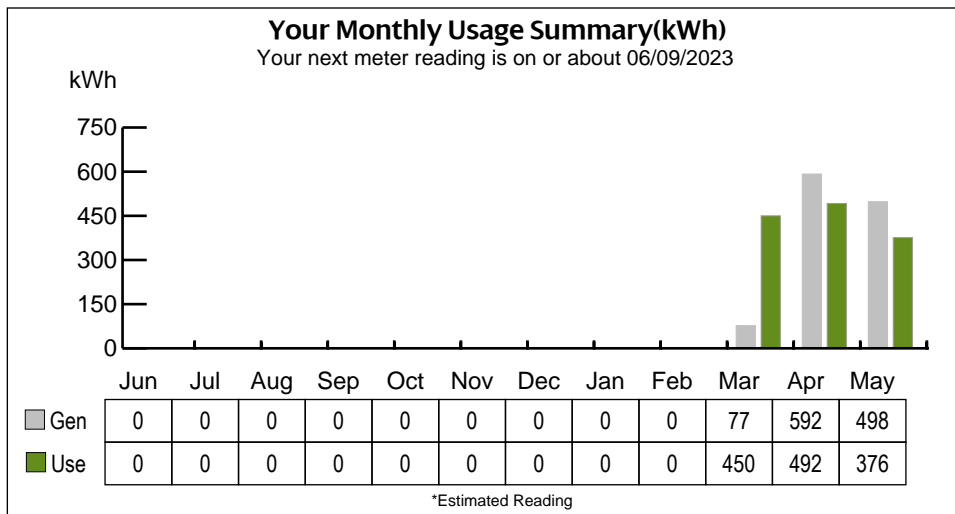 Your Monthly Usage Summary(kWh)
Your next meter reading is on or about 06/09/2023
kWh
750
600
450
300
150
0
Jun Jul Aug Sep Oct Nov Dec Jan Feb Mar Apr May
Gen 0 0 0 0 0 0 0 0 0 77 592 498
Use 0 0 0 0 0 0 0 0 0 450 492 376
*Estimated Reading